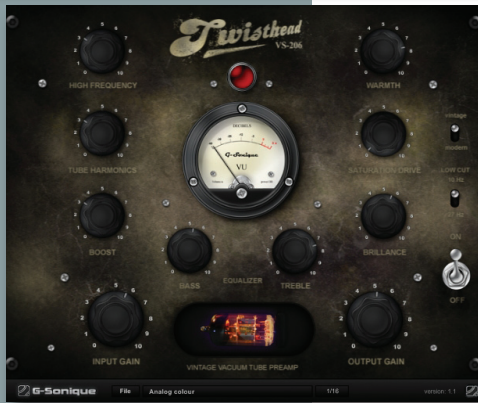 Twisthead
VS-206
HIGH FREQUENCY
WARMTH
TUBE HARMONICS
SATURATION DRIVE
vintage
modern
DECIBELS
G-Sonique
VU
LOW CUT
BOOST
BRILLANCE
ON
OFF
BASS
EQUALIZER
TREBLE
INPUT GAIN
OUTPUT GAIN
VINTAGE VACUUM TUBE PREAMP
G-Sonique
File
Analog colour
1/16
version: 1.1